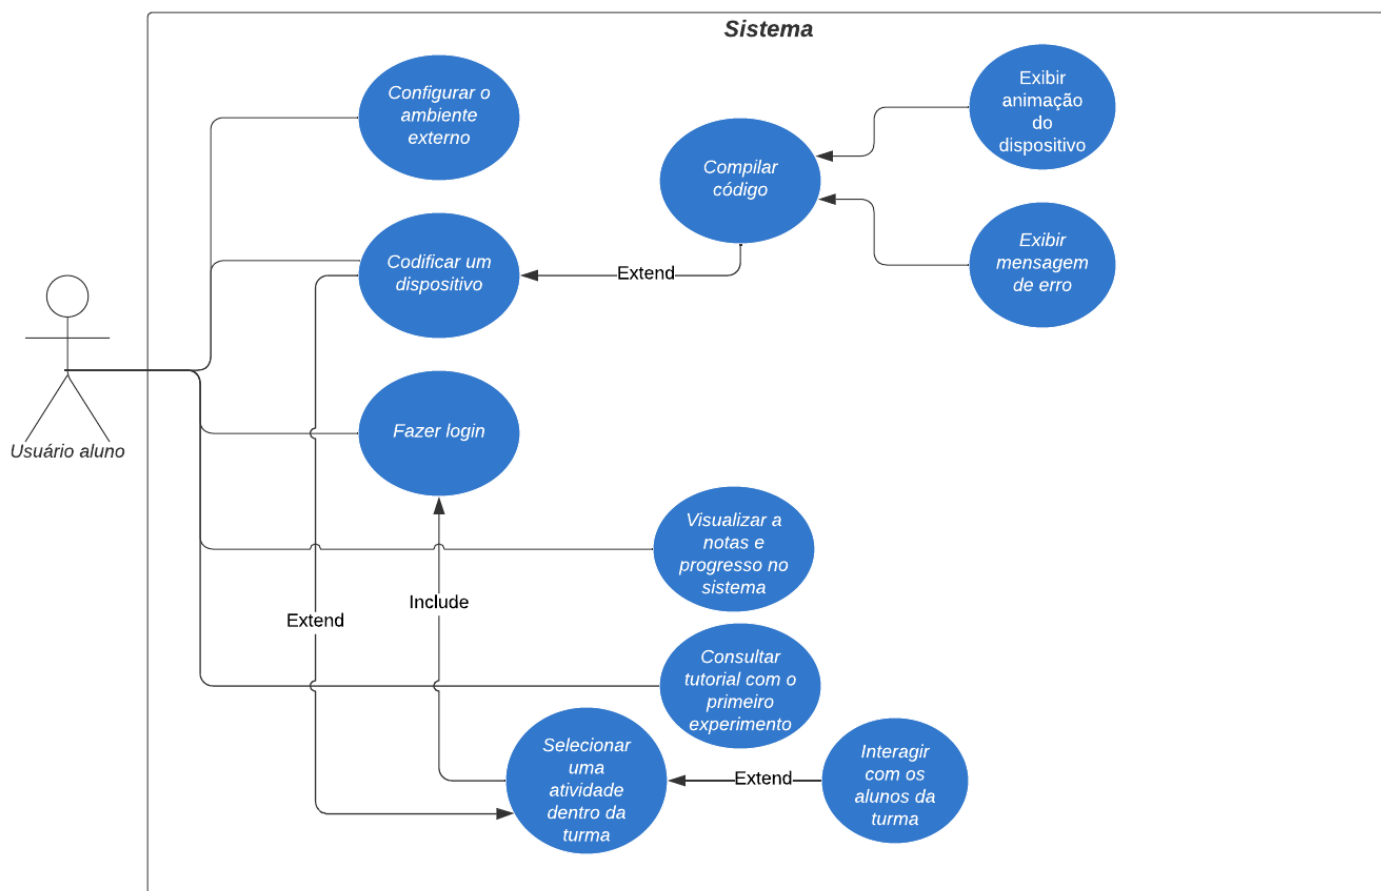 Sistema
Configurar o
ambiente
externo
Exibir
animação
do
dispositivo
Compilar
código
Codificar um
dispositivo
Extend
Exibir
mensagem
de erro
Usuário aluno
Fazer login
Visualizar a
notas e
progresso no
sistema
Include
Extend
Consultar
tutorial com o
primeiro
experimento
Selecionar
uma
atividade
dentro da
turma
Extend
Interagir
com os
alunos da
turma